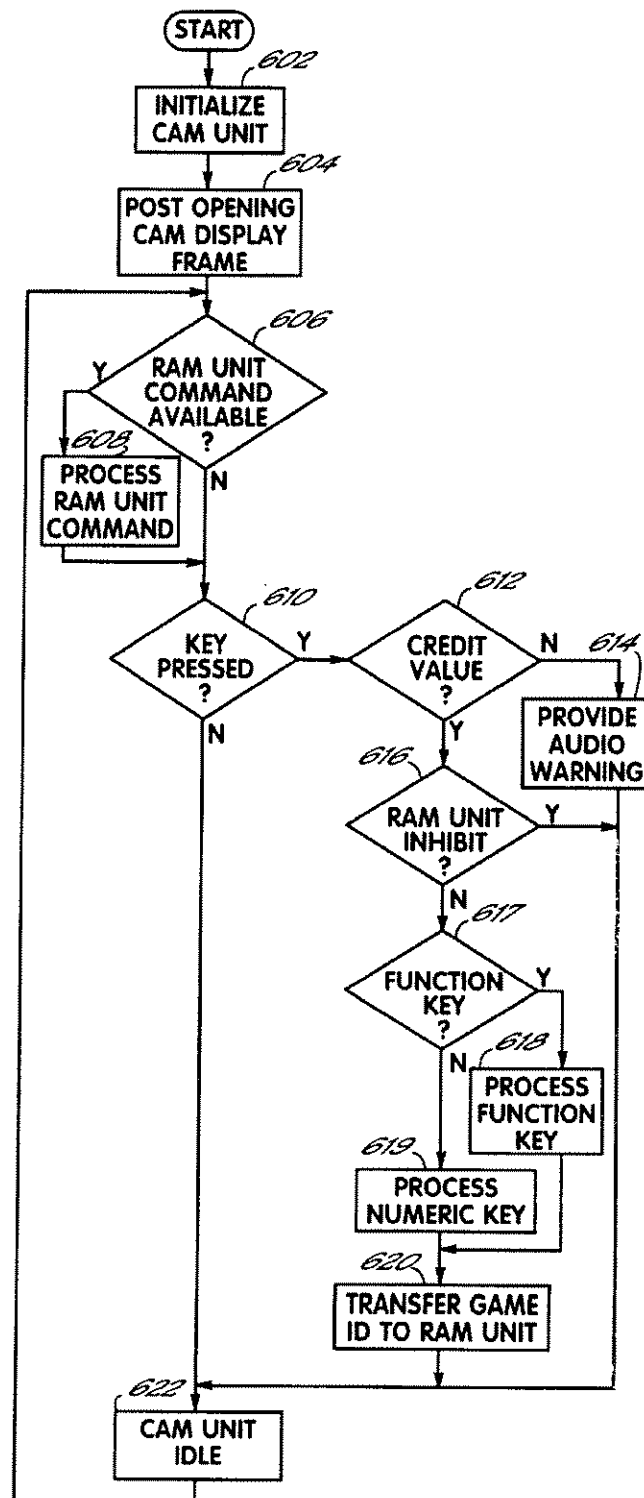 START
602
INITIALIZE
CAM UNIT
604
POST OPENING
CAM DISPLAY
FRAME
606
RAM UNIT
COMMAND
AVAILABLE
?
Y
N
608
PROCESS
RAM UNIT
COMMAND
610
KEY
PRESSED
?
Y
N
612
CREDIT
VALUE
?
N
Y
614
PROVIDE
AUDIO
WARNING
616
RAM UNIT
INHIBIT
?
Y
N
617
FUNCTION
KEY
?
Y
N
618
PROCESS
FUNCTION
KEY
619
PROCESS
NUMERIC KEY
620
TRANSFER GAME
ID TO RAM UNIT
622
CAM UNIT
IDLE